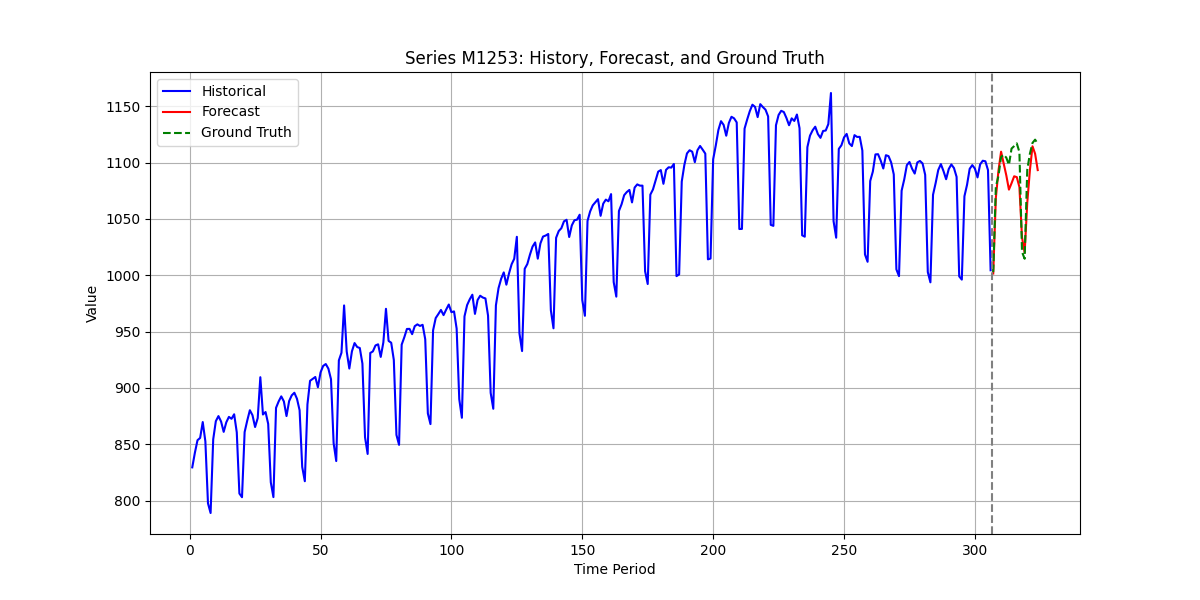 Series M1253: History, Forecast, and Ground Truth
Historical
Forecast
Ground Truth
Value
1150
1100
1050
1000
950
900
850
800
0 50 100 150 200 250 300
Time Period